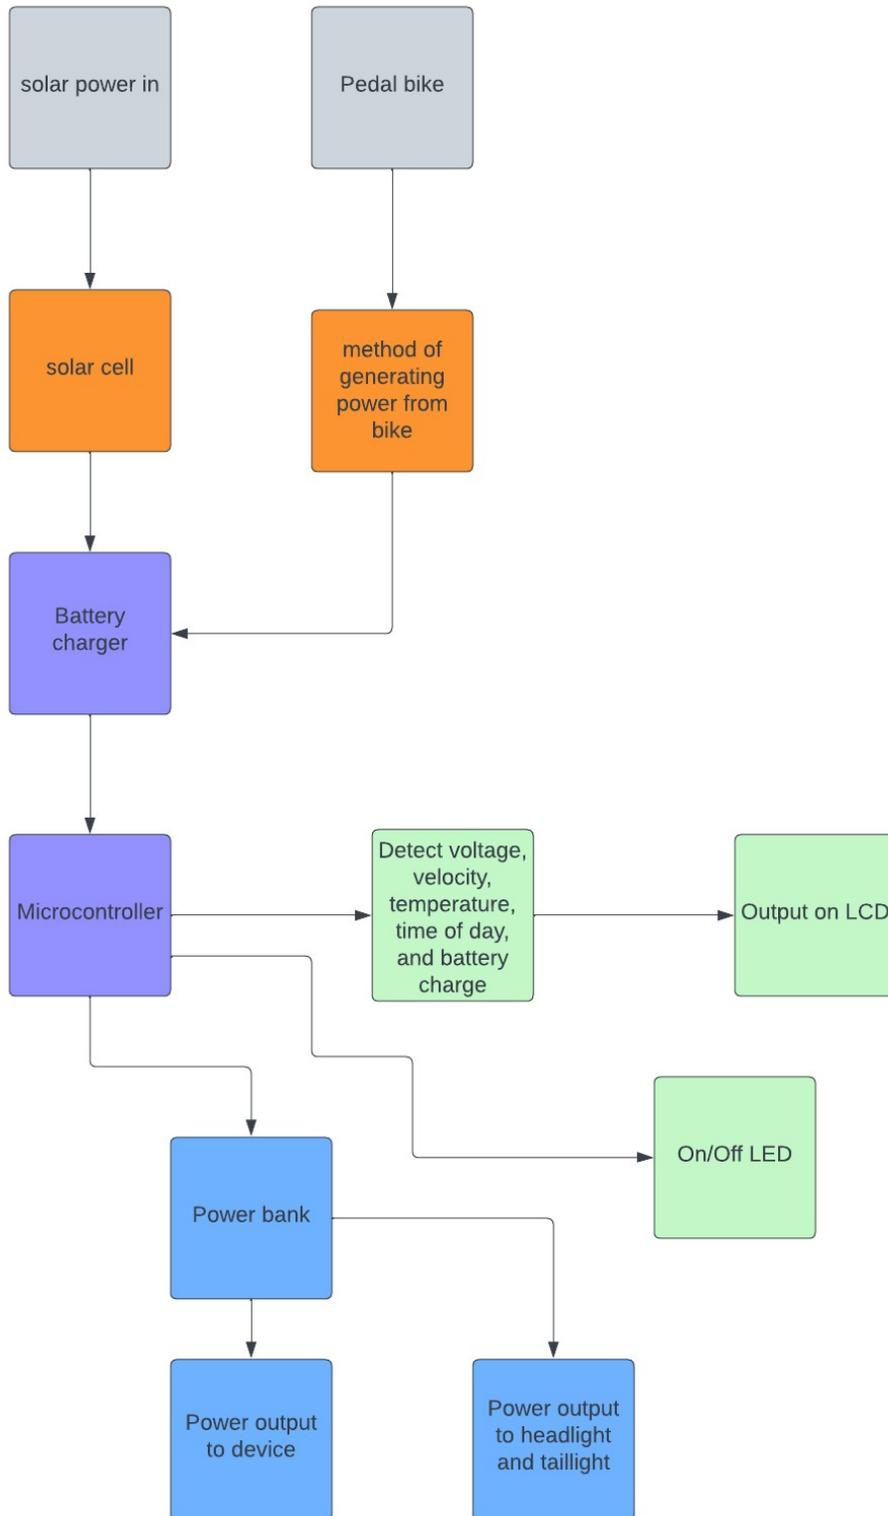 solar power in
Pedal bike
solar cell
method of
generating
power from
bike
Battery
charger
Microcontroller
Detect voltage,
velocity,
temperature,
time of day,
and battery
charge
Output on LCD
On/Off LED
Power bank
Power output
to device
Power output
to headlight
and taillight